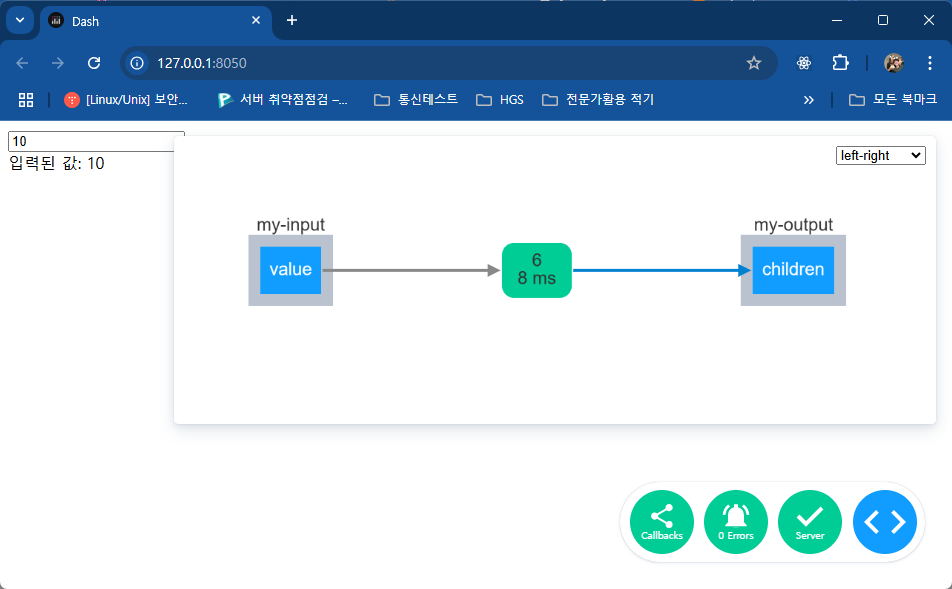 Dash
127.0.0.1:8050
[Linux/Unix] 보안...
서버 취약점점검 –...
통신테스트
HGS
전문가활용 적기
모든 북마크
10
입력된 값: 10
left-right
my-input
value
6
8 ms
my-output
children
Callbacks
0 Errors
Server